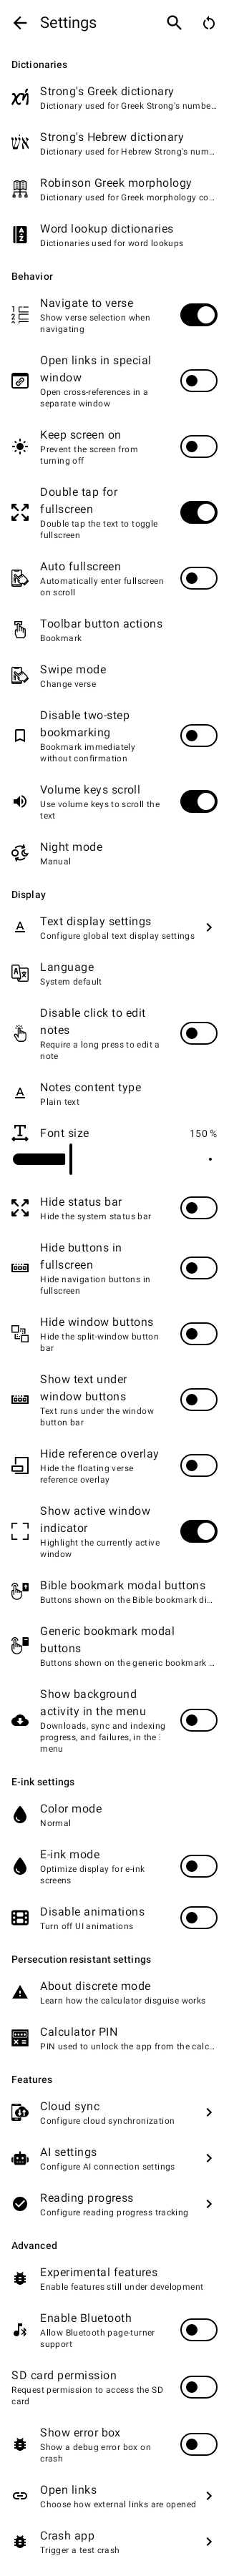 Settings
Dictionaries
Strong's Greek dictionary
Dictionary used for Greek Strong's numbe...
Strong's Hebrew dictionary
Dictionary used for Hebrew Strong's num...
Robinson Greek morphology
Dictionary used for Greek morphology co...
Word lookup dictionaries
Dictionaries used for word lookups
Behavior
Navigate to verse
Show verse selection when
navigating
Open links in special
window
Open cross-references in a
separate window
Keep screen on
Prevent the screen from
turning off
Double tap for
fullscreen
Double tap the text to toggle
fullscreen
Auto fullscreen
Automatically enter fullscreen
on scroll
Toolbar button actions
Bookmark
Swipe mode
Change verse
Disable two-step
bookmarking
Bookmark immediately
without confirmation
Volume keys scroll
Use volume keys to scroll the
text
Night mode
Manual
Display
Text display settings
Configure global text display settings
Language
System default
Disable click to edit
notes
Require a long press to edit a
note
Notes content type
Plain text
Font size
150 %
Hide status bar
Hide the system status bar
Hide buttons in
fullscreen
Hide navigation buttons in
fullscreen
Hide window buttons
Hide the split-window button
bar
Show text under
window buttons
Text runs under the window
button bar
Hide reference overlay
Hide the floating verse
reference overlay
Show active window
indicator
Highlight the currently active
window
Bible bookmark modal buttons
Buttons shown on the Bible bookmark di...
Generic bookmark modal
buttons
Buttons shown on the generic bookmark ...
Show background
activity in the menu
Downloads, sync and indexing
progress, and failures, in the ⋮
menu
E-ink settings
Color mode
Normal
E-ink mode
Optimize display for e-ink
screens
Disable animations
Turn off UI animations
Persecution resistant settings
About discrete mode
Learn how the calculator disguise works
Calculator PIN
PIN used to unlock the app from the calc...
Features
Cloud sync
Configure cloud synchronization
AI settings
Configure AI connection settings
Reading progress
Configure reading progress tracking
Advanced
Experimental features
Enable features still under development
Enable Bluetooth
Allow Bluetooth page-turner
support
SD card permission
Request permission to access the SD
card
Show error box
Show a debug error box on
crash
Open links
Choose how external links are opened
Crash app
Trigger a test crash